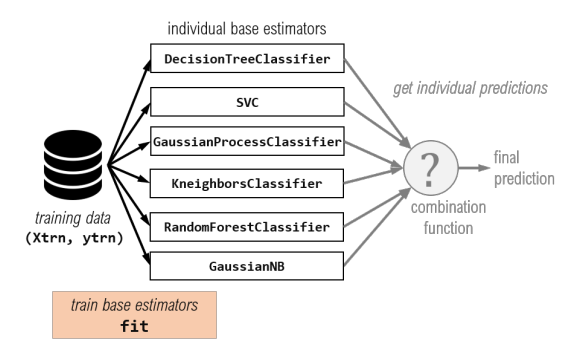 individual base estimators
DecisionTreeClassifier
SVC
GaussianProcessClassifier
KneighborsClassifier
RandomForestClassifier
GaussianNB
training data
(Xtrn, ytrn)
get individual predictions
?
combination
function
final
prediction
train base estimators
fit